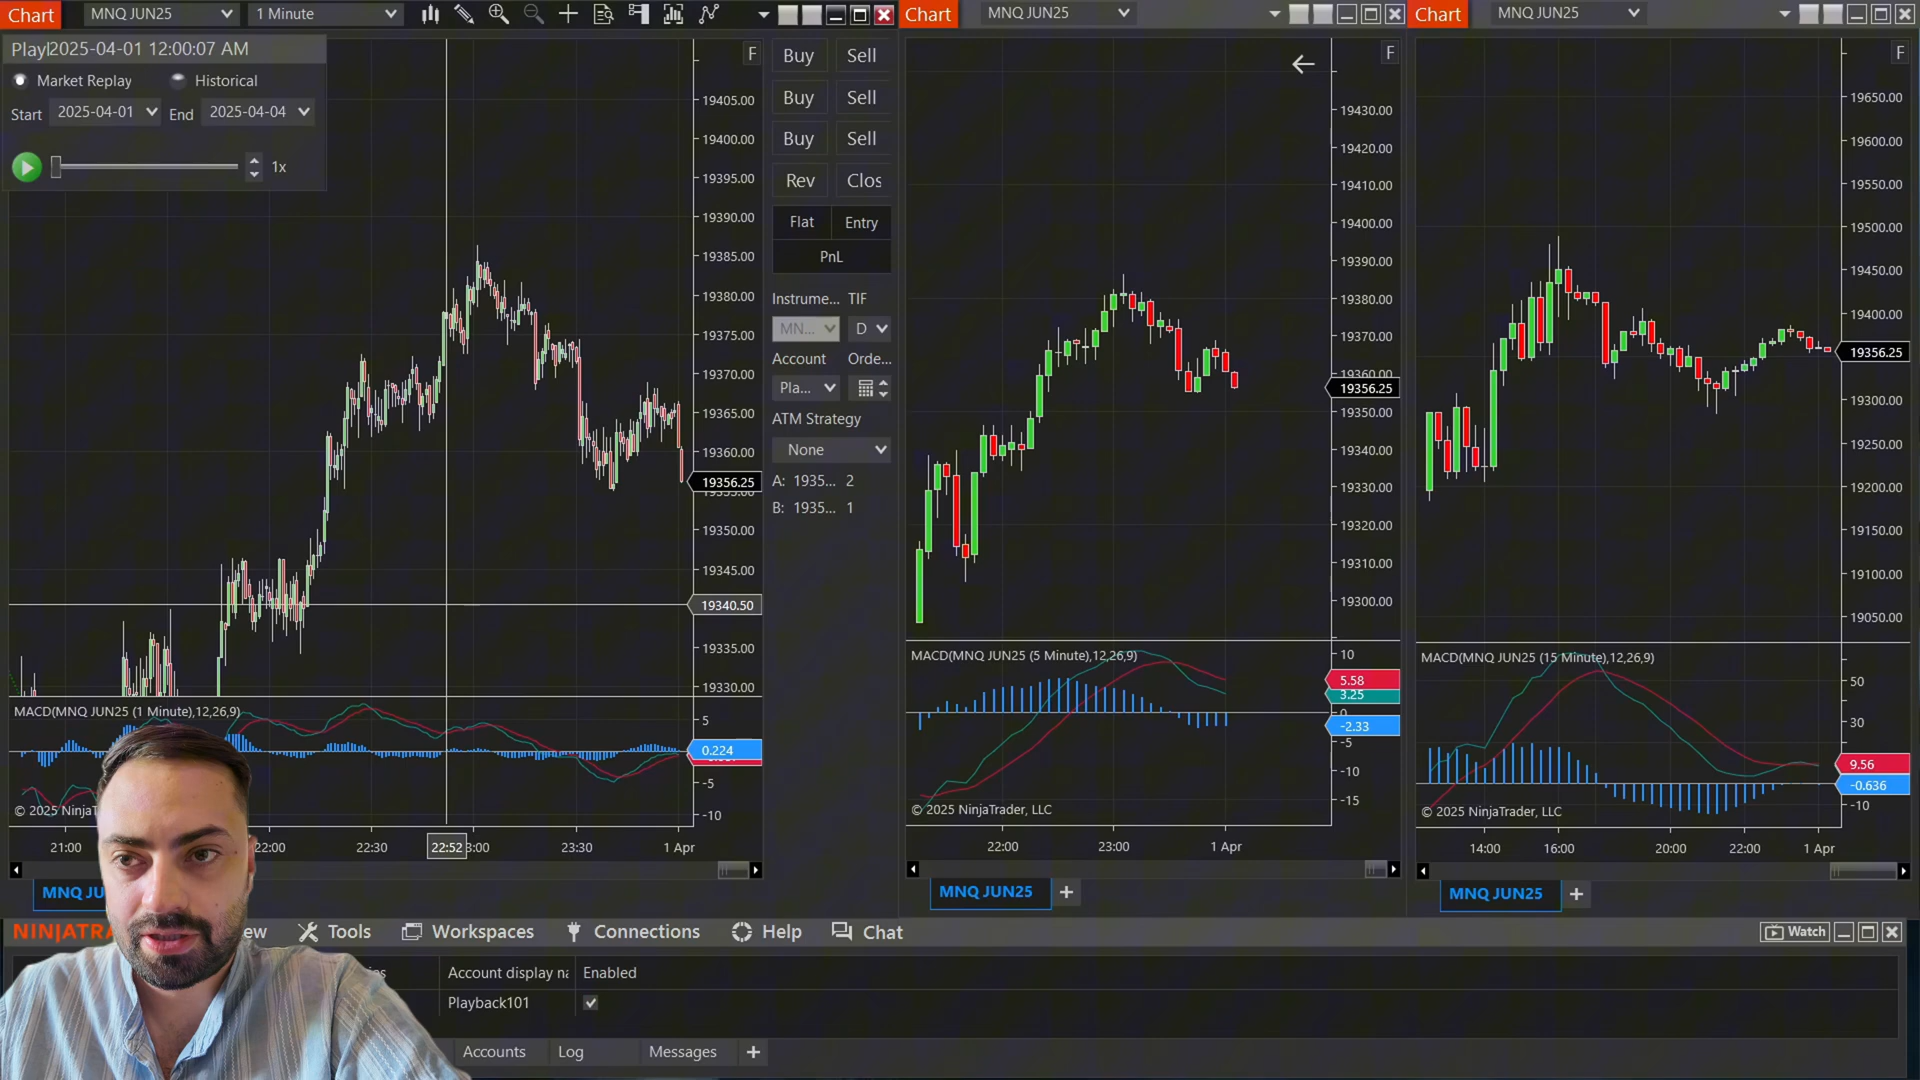 Chart MNQ JUN25 1 Minute
Playl2025-04-01 12:00:07 AM
Market Replay Historical
Start 2025-04-01 End 2025-04-04
1x
F
19405.00
19400.00
19395.00
19390.00
19385.00
19380.00
19375.00
19370.00
19365.00
19360.00
19356.25
19355.00
19350.00
19345.00
19340.50
19335.00
19330.00
MACD(MNQ JUN25 (1 Minute),12,26,9)
5
0.224
-5
-10
© 2025 NinjaT
21:00 22:00 22:30 22:52 3:00 23:30 1 Apr
MNQ JU
Buy Sell
Buy Sell
Buy Sell
Rev Clos
Flat Entry
PnL
Instrume... TIF
MN... D
Account Orde...
Pla...
ATM Strategy
None
A: 1935... 2
B: 1935... 1
Chart MNQ JUN25
F
19430.00
19420.00
19410.00
19400.00
19390.00
19380.00
19370.00
19360.00
19356.25
19350.00
19340.00
19330.00
19320.00
19310.00
19300.00
MACD(MNQ JUN25 (5 Minute),12,26,9)
10
5.58
3.25
0
-2.33
-5
-10
-15
© 2025 NinjaTrader, LLC
22:00 23:00 1 Apr
MNQ JUN25 +
Chart MNQ JUN25
F
19650.00
19600.00
19550.00
19500.00
19450.00
19400.00
19356.25
19300.00
19250.00
19200.00
19150.00
19100.00
19050.00
MACD(MNQ JUN25 (15 Minute),12,26,9)
50
30
9.56
-0.636
-10
© 2025 NinjaTrader, LLC
14:00 16:00 20:00 22:00 1 Apr
MNQ JUN25 +
NINJATRA ew Tools Workspaces Connections Help Chat Watch
es Account display na Enabled
Playback101
Accounts Log Messages +